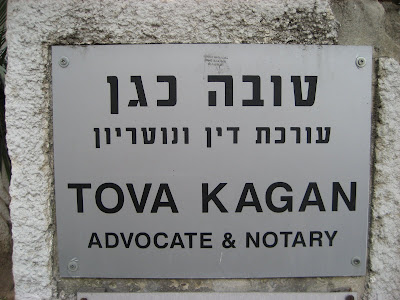 טובה כגן
עורכת דין ונוטריון
TOVA KAGAN
ADVOCATE & NOTARY